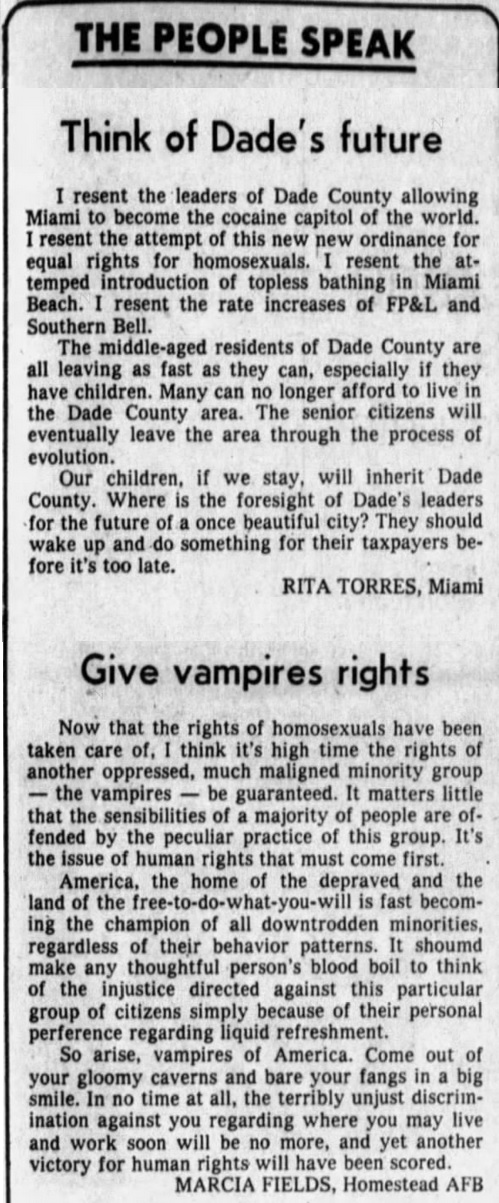 THE PEOPLE SPEAK
Think of Dade's future
I resent the leaders of Dade County allowing
Miami to become the cocaine capitol of the world.
I resent the attempt of this new new ordinance for
equal rights for homosexuals. I resent the at-
temped introduction of topless bathing in Miami
Beach. I resent the rate increases of FP&L and
Southern Bell.
The middle-aged residents of Dade County are
all leaving as fast as they can, especially if they
have children. Many can no longer afford to live in
the Dade County area. The senior citizens will
eventually leave the area through the process of
evolution.
Our children, if we stay, will inherit Dade
County. Where is the foresight of Dade's leaders
for the future of a once beautiful city? They should
wake up and do something for their taxpayers be-
fore it's too late.
RITA TORRES, Miami
Give vampires rights
Now that the rights of homosexuals have been
taken care of, I think it's high time the rights of
another oppressed, much maligned minority group
— the vampires — be guaranteed. It matters little
that the sensibilities of a majority of people are of-
fended by the peculiar practice of this group. It's
the issue of human rights that must come first.
America, the home of the depraved and the
land of the free-to-do-what-you-will is fast becom-
ing the champion of all downtrodden minorities,
regardless of their behavior patterns. It shoumd
make any thoughtful person's blood boil to think
of the injustice directed against this particular
group of citizens simply because of their personal
perference regarding liquid refreshment.
So arise, vampires of America. Come out of
your gloomy caverns and bare your fangs in a big
smile. In no time at all, the terribly unjust discrim-
ination against you regarding where you may live
and work soon will be no more, and yet another
victory for human rights will have been scored.
MARCIA FIELDS, Homestead AFB